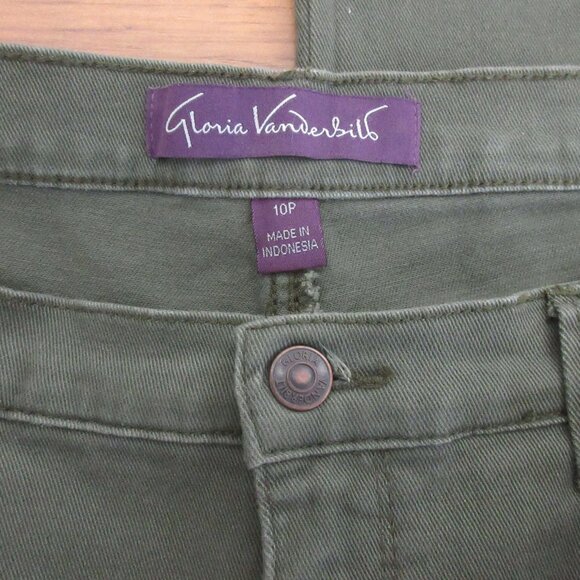 Gloria Vanderbilt
10P
MADE IN
INDONESIA
GLORIA
VANDERBILT